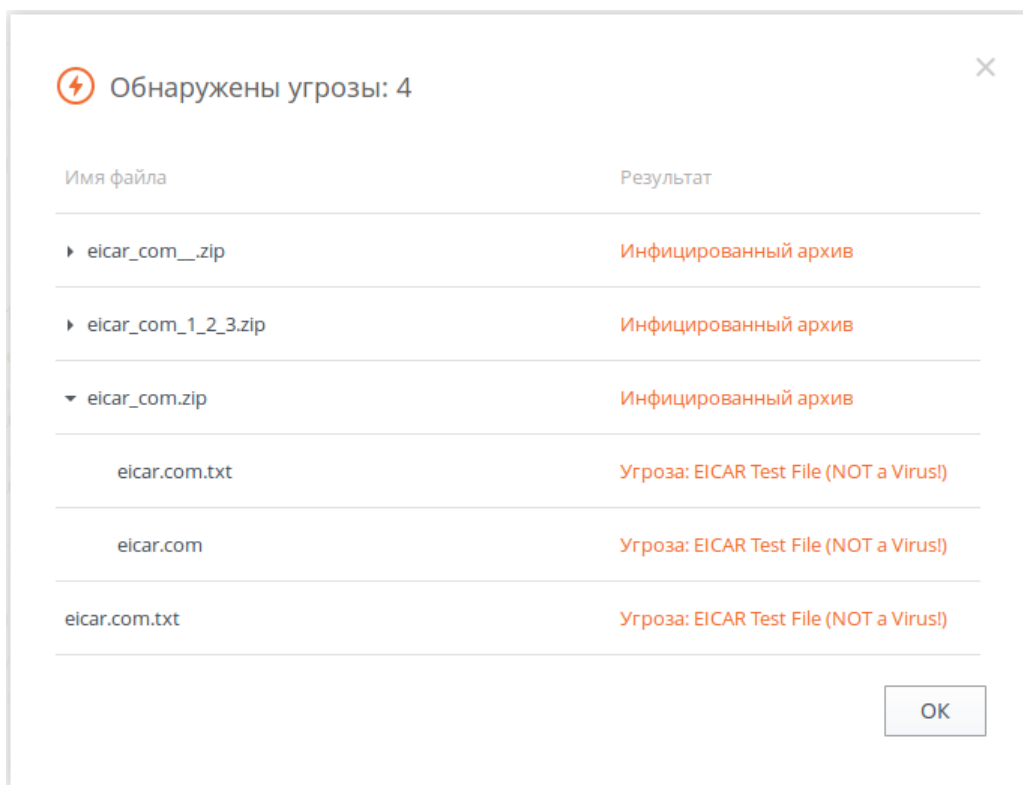 Обнаружены угрозы: 4
Имя файла Результат
eicar_com__.zip Инфицированный архив
eicar_com_1_2_3.zip Инфицированный архив
eicar_com.zip Инфицированный архив
eicar.com.txt Угроза: EICAR Test File (NOT a Virus!)
eicar.com Угроза: EICAR Test File (NOT a Virus!)
eicar.com.txt Угроза: EICAR Test File (NOT a Virus!)
ОК